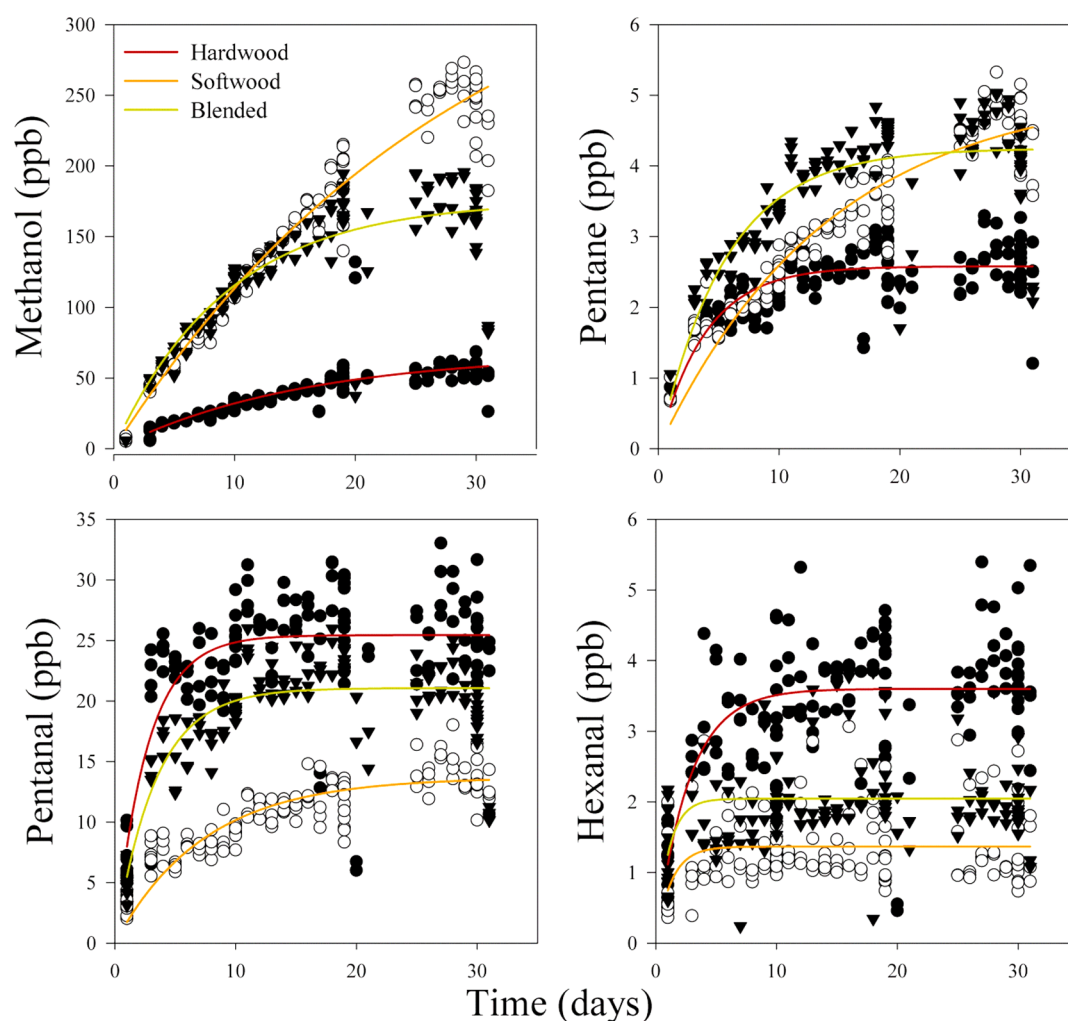 Methanol (ppb)
300
250
200
150
100
50
0
0 10 20 30
Hardwood
Softwood
Blended
Pentane (ppb)
6
5
4
3
2
1
0
0 10 20 30
Pentanal (ppb)
35
30
25
20
15
10
5
0
0 10 20 30
Hexanal (ppb)
6
5
4
3
2
1
0
0 10 20 30
Time (days)